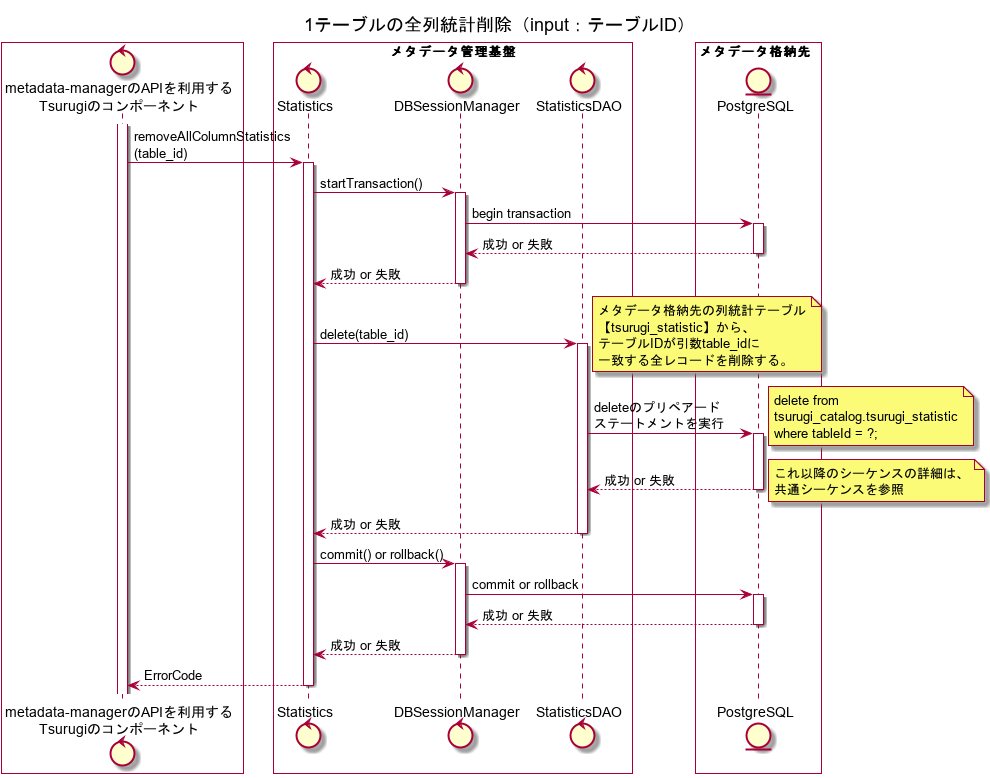 1テーブルの全列統計削除（input：テーブルID）
メタデータ管理基盤
メタデータ格納先
metadata-managerのAPIを利用する
Tsurugiのコンポーネント
Statistics
DBSessionManager
StatisticsDAO
PostgreSQL
removeAllColumnStatistics
(table_id)
startTransaction()
begin transaction
成功 or 失敗
成功 or 失敗
メタデータ格納先の列統計テーブル
【tsurugi_statistic】から、
テーブルIDが引数table_idに
一致する全レコードを削除する。
delete(table_id)
delete from
tsurugi_catalog.tsurugi_statistic
where tableId = ?;
deleteのプリペアード
ステートメントを実行
これ以降のシーケンスの詳細は、
共通シーケンスを参照
成功 or 失敗
成功 or 失敗
commit() or rollback()
commit or rollback
成功 or 失敗
成功 or 失敗
ErrorCode
metadata-managerのAPIを利用する
Tsurugiのコンポーネント
Statistics
DBSessionManager
StatisticsDAO
PostgreSQL